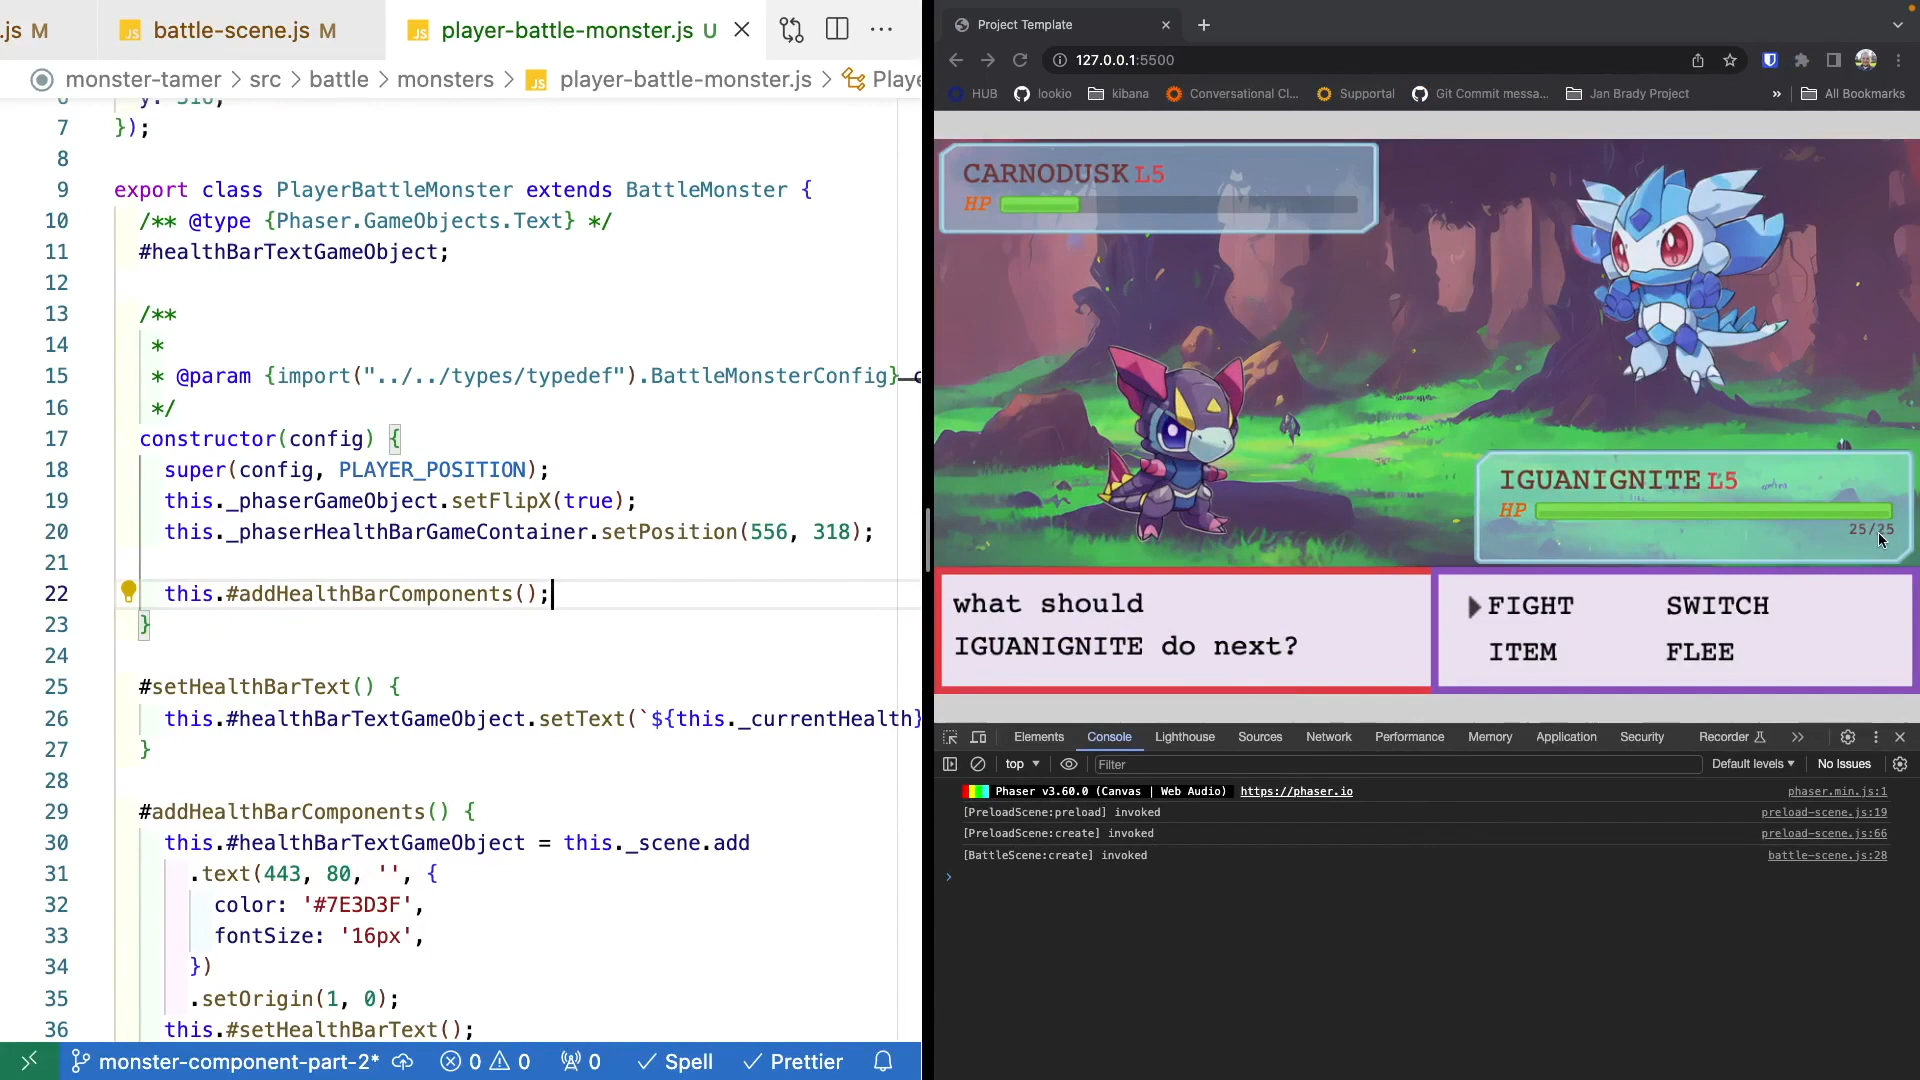 .js M
JS battle-scene.js M
JS player-battle-monster.js U
monster-tamer > src > battle > monsters > JS player-battle-monster.js >
7 });
8
9 export class PlayerBattleMonster extends BattleMonster {
10 /** @type {Phaser.GameObjects.Text} */
11 #healthBarTextGameObject;
12
13 /**
14 *
15 * @param {import("../../types/typedef").BattleMonsterConfig}
16 */
17 constructor(config) {
18 super(config, PLAYER_POSITION);
19 this._phaserGameObject.setFlipX(true);
20 this._phaserHealthBarGameContainer.setPosition(556, 318);
21
22 this.#addHealthBarComponents();
23 }
24
25 #setHealthBarText() {
26 this.#healthBarTextGameObject.setText(`${this._currentHealth}
27 }
28
29 #addHealthBarComponents() {
30 this.#healthBarTextGameObject = this._scene.add
31 .text(443, 80, '', {
32 color: '#7E3D3F',
33 fontSize: '16px',
34 })
35 .setOrigin(1, 0);
36 this.#setHealthBarText();
monster-component-part-2* 0 0 0 Spell Prettier
Project Template
127.0.0.1:5500
HUB lookio kibana Conversational Cl... Supportal Git Commit messa... Jan Brady Project » All Bookmarks
CARNODUSK L5
HP
IGUANIGNITE L5
HP
25/25
what should
IGUANIGNITE do next?
FIGHT SWITCH
ITEM FLEE
Elements Console Lighthouse Sources Network Performance Memory Application Security Recorder »
top Filter Default levels No Issues
Phaser v3.60.0 (Canvas | Web Audio) https://phaser.io phaser.min.js:1
[PreloadScene:preload] invoked preload-scene.js:19
[PreloadScene:create] invoked preload-scene.js:66
[BattleScene:create] invoked battle-scene.js:28